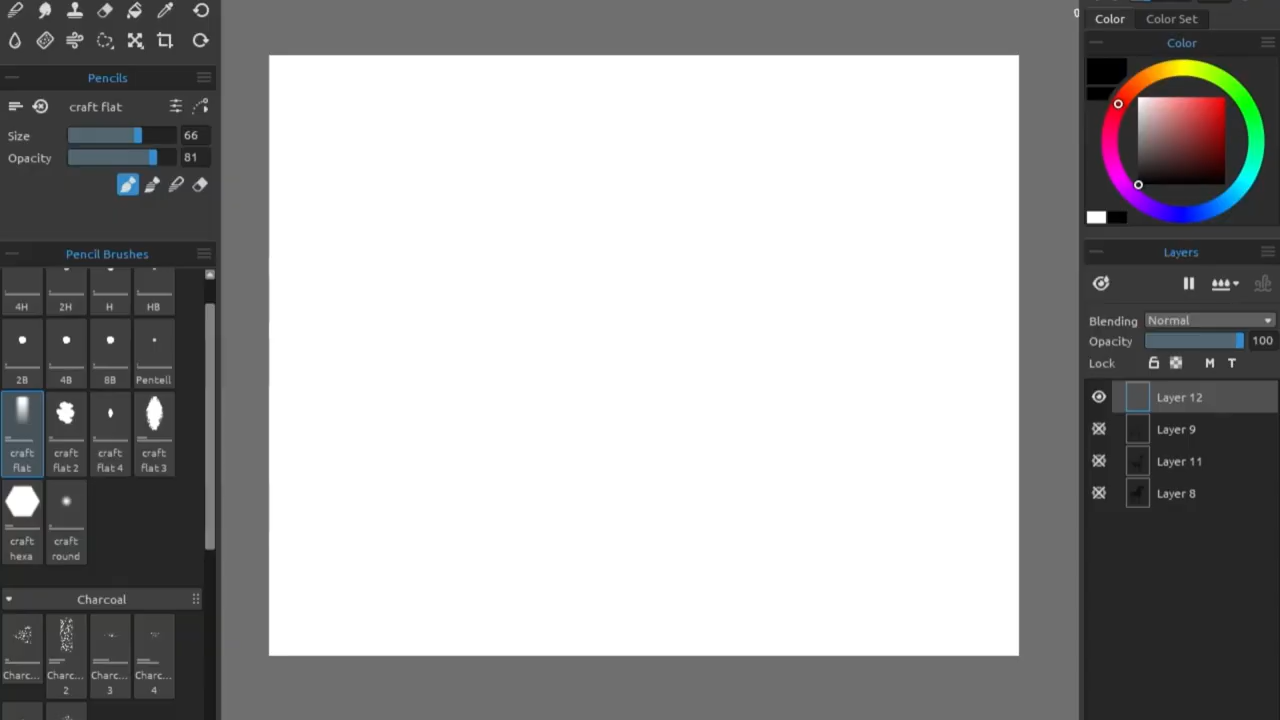 Color Color Set
Color
Pencils
craft flat
Size 66
Opacity 81
Pencil Brushes
4H 2H H HB
2B 4B 8B Pentell
craft flat
craft flat 2
craft flat 4
craft flat 3
craft hexa
craft round
Charcoal
Charc...
Charc... 2
Charc... 3
Charc... 4
Layers
Blending Normal
Opacity 100
Lock M T
Layer 12
Layer 9
Layer 11
Layer 8